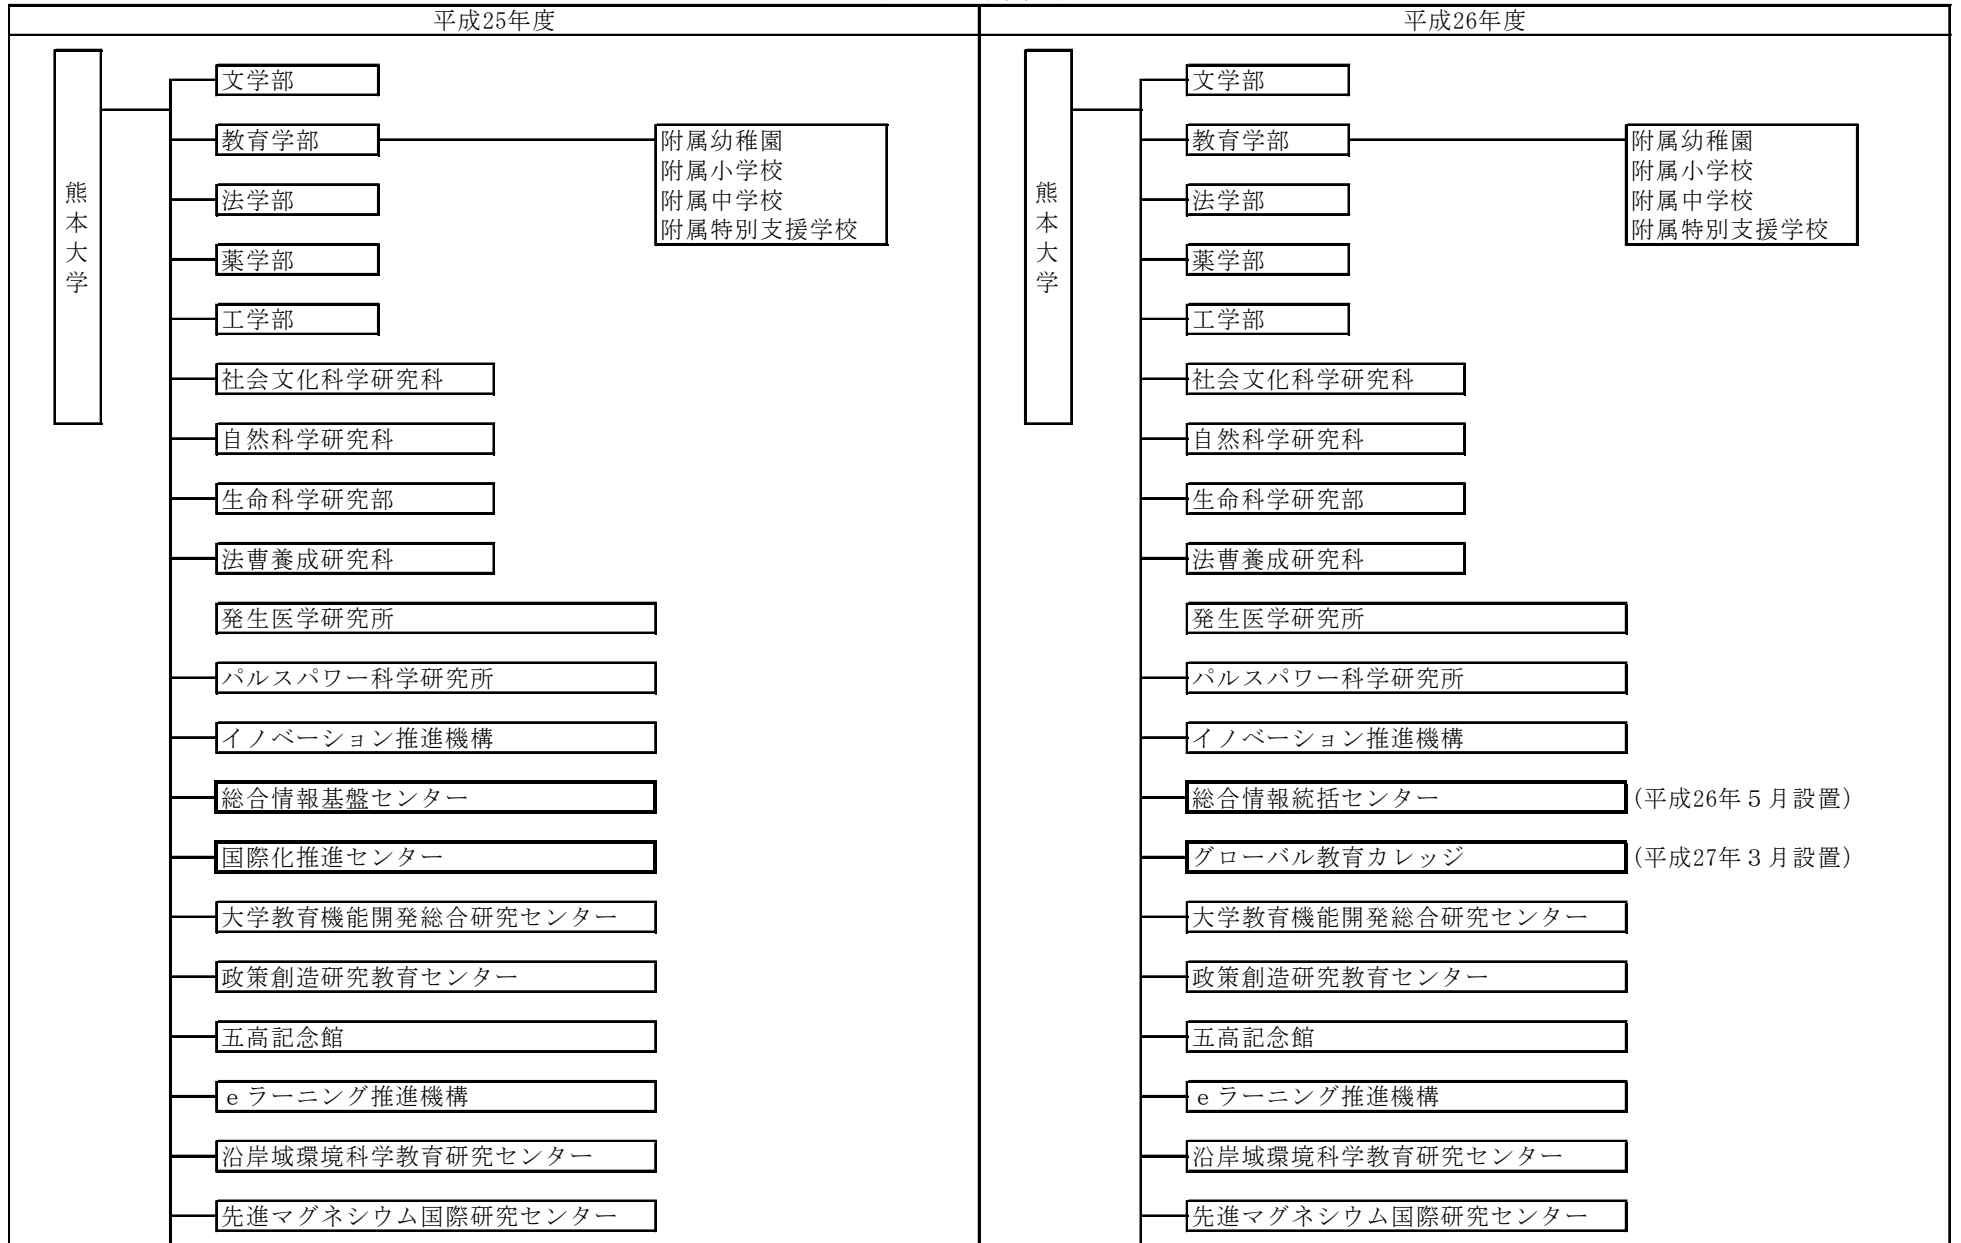 平成25年度
熊本大学
文学部
教育学部
附属幼稚園
附属小学校
附属中学校
附属特別支援学校
法学部
薬学部
工学部
社会文化科学研究科
自然科学研究科
生命科学研究部
法曹養成研究科
発生医学研究所
パルスパワー科学研究所
イノベーション推進機構
総合情報基盤センター
国際化推進センター
大学教育機能開発総合研究センター
政策創造研究教育センター
五高記念館
ｅラーニング推進機構
沿岸域環境科学教育研究センター
先進マグネシウム国際研究センター
平成26年度
熊本大学
文学部
教育学部
附属幼稚園
附属小学校
附属中学校
附属特別支援学校
法学部
薬学部
工学部
社会文化科学研究科
自然科学研究科
生命科学研究部
法曹養成研究科
発生医学研究所
パルスパワー科学研究所
イノベーション推進機構
総合情報統括センター (平成26年５月設置)
グローバル教育カレッジ (平成27年３月設置)
大学教育機能開発総合研究センター
政策創造研究教育センター
五高記念館
ｅラーニング推進機構
沿岸域環境科学教育研究センター
先進マグネシウム国際研究センター